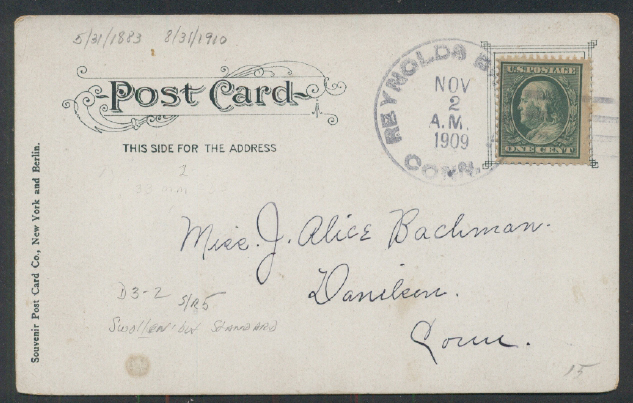 5/31/1883 8/31/1910
Post Card
THIS SIDE FOR THE ADDRESS
Souvenir Post Card Co., New York and Berlin.
REYNOLDS B
CONN.
NOV
2
A.M.
1909
U.S. POSTAGE
ONE CENT
Miss. J. Alice Bachman.
Danielson.
Conn.
D3-2 S/R5
15